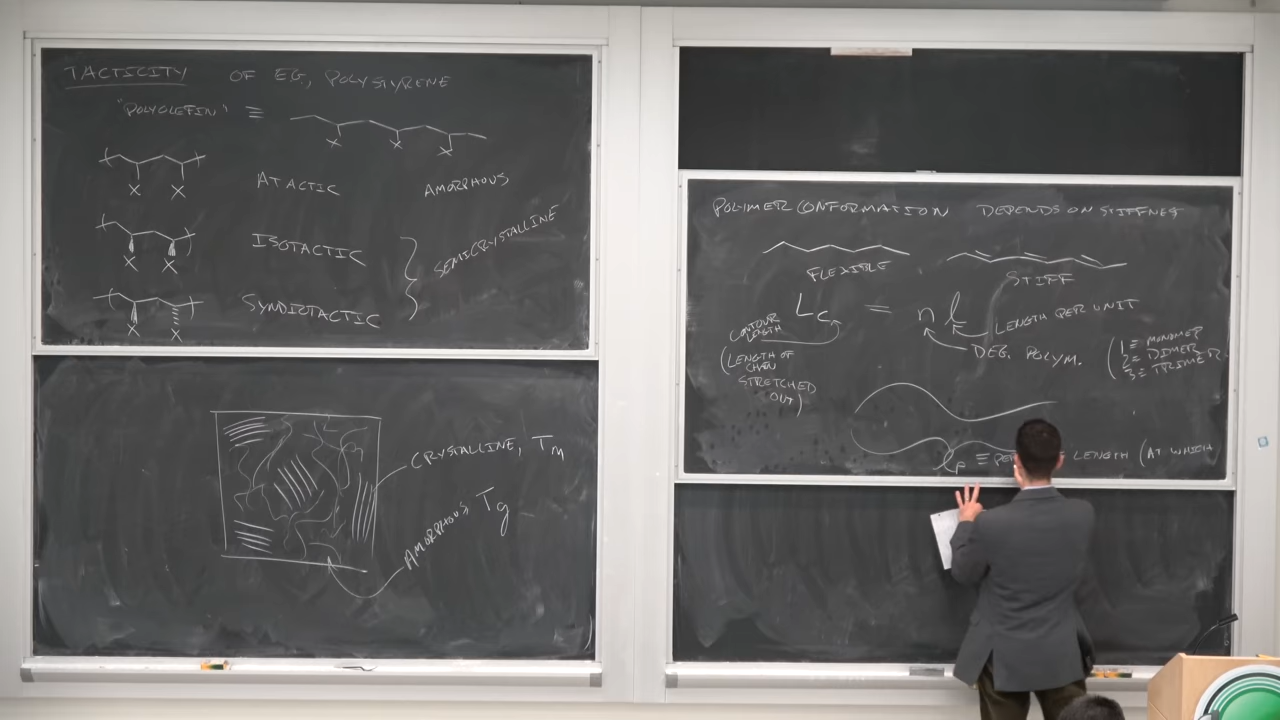 TACTICITY OF EG., POLYSTYRENE
"POLYOLEFIN" ≡
X X X
X X
ATACTIC AMORPHOUS
X X
ISOTACTIC
SEMICRYSTALLINE
X X
SYNDIOTACTIC
CRYSTALLINE, Tm
AMORPHOUS, Tg
POLYMER CONFORMATION DEPENDS ON STIFFNESS
FLEXIBLE
STIFF
Lc = nl
LENGTH PER UNIT
CONTOUR LENGTH
(LENGTH OF CHAIN STRETCHED OUT)
DEG. POLYM.
(1 ≡ MONOMER
2 ≡ DIMER
3 ≡ TRIMER
≡ LENGTH (AT WHICH